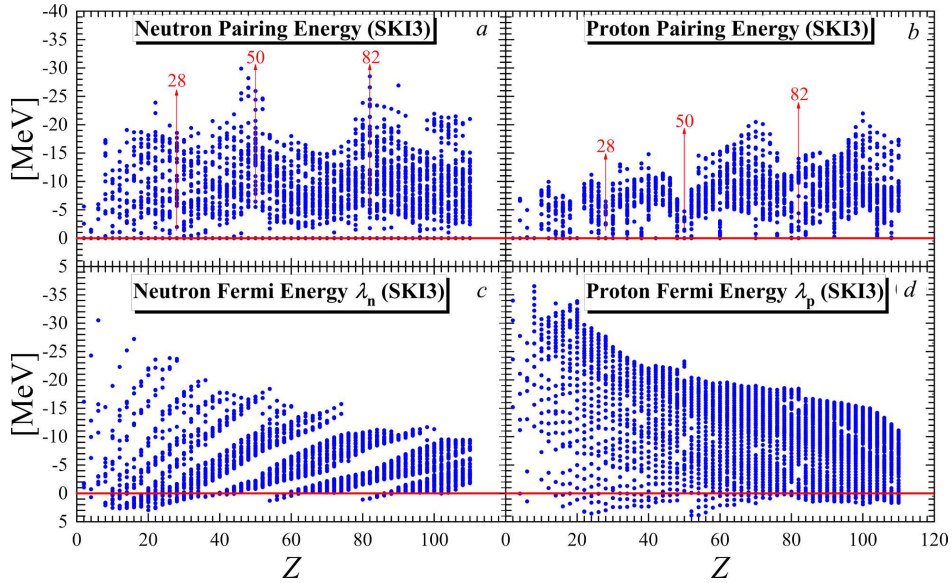 -40
-35
-30
-25
-20
-15
-10
-5
0
5
[MeV]
Neutron Pairing Energy (SKI3)
a
28
50
82
Proton Pairing Energy (SKI3)
b
28
50
82
-35
-30
-25
-20
-15
-10
-5
0
5
[MeV]
Neutron Fermi Energy λn (SKI3)
c
Proton Fermi Energy λp (SKI3)
d
0 20 40 60 80 100
0 20 40 60 80 100 120
Z
Z